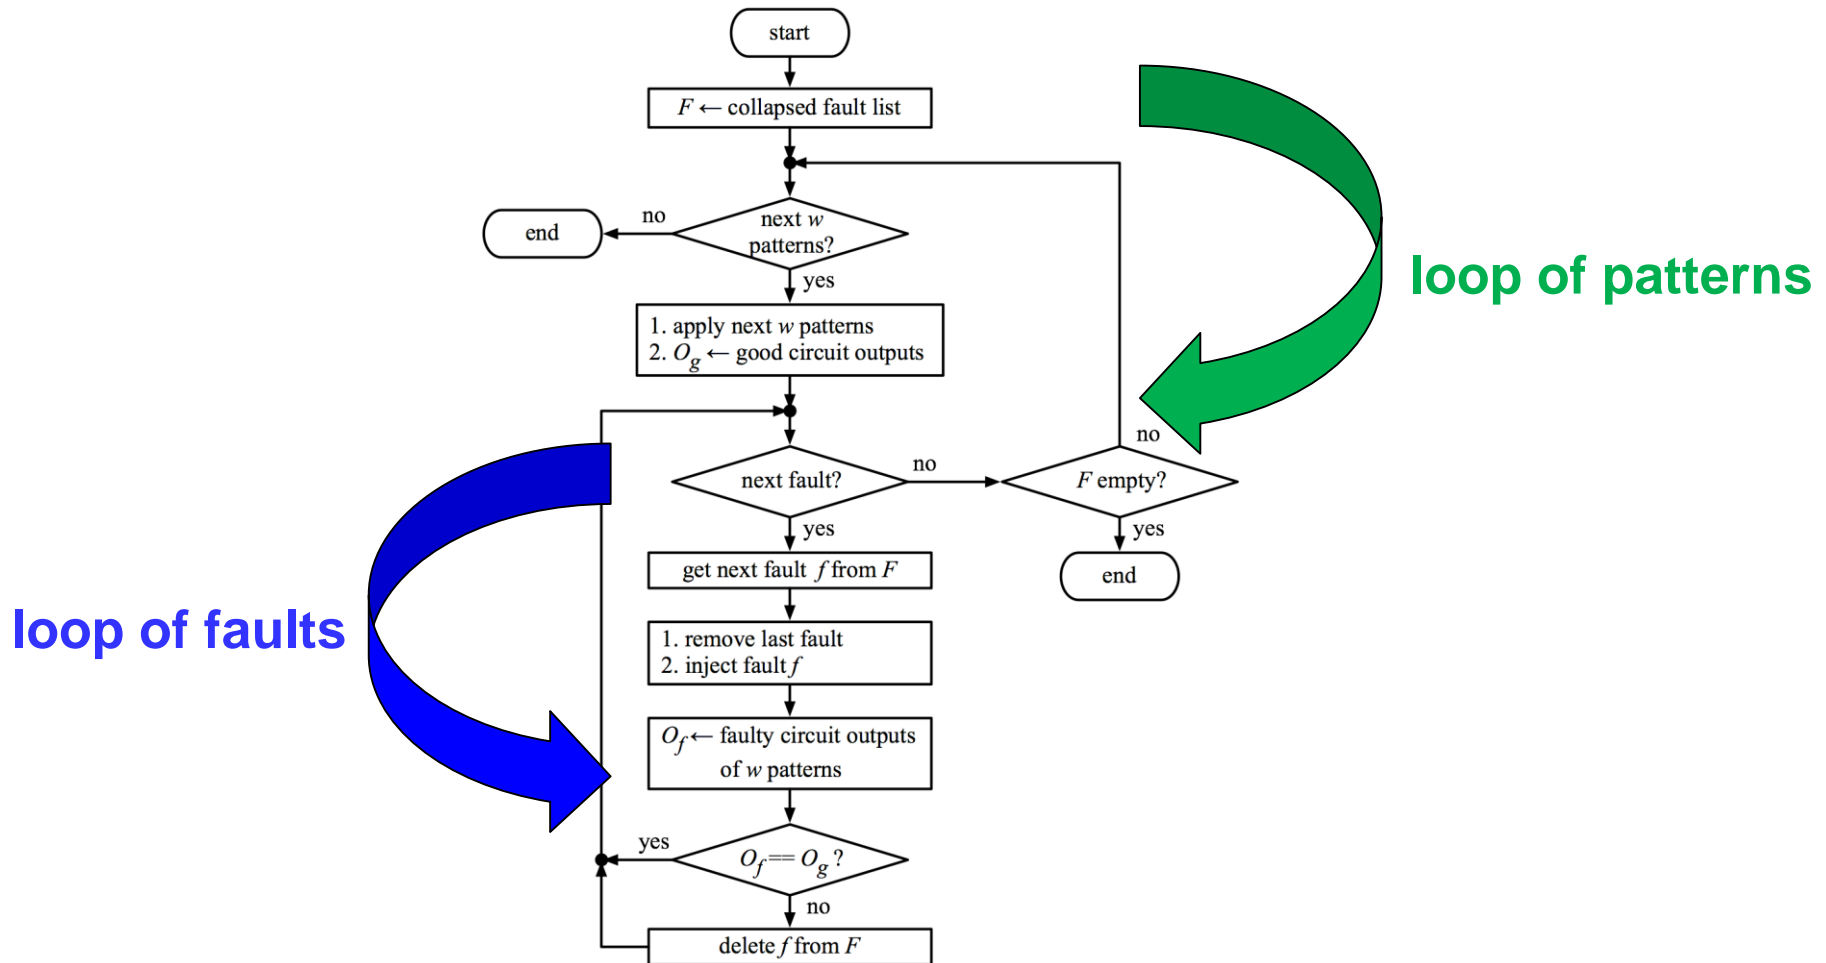 start
F ← collapsed fault list
no
next w
patterns?
end
yes
loop of patterns
1. apply next w patterns
2. Og ← good circuit outputs
no
next fault?
no
F empty?
yes
yes
get next fault f from F
end
loop of faults
1. remove last fault
2. inject fault f
Of ← faulty circuit outputs
of w patterns
yes
Of == Og ?
no
delete f from F